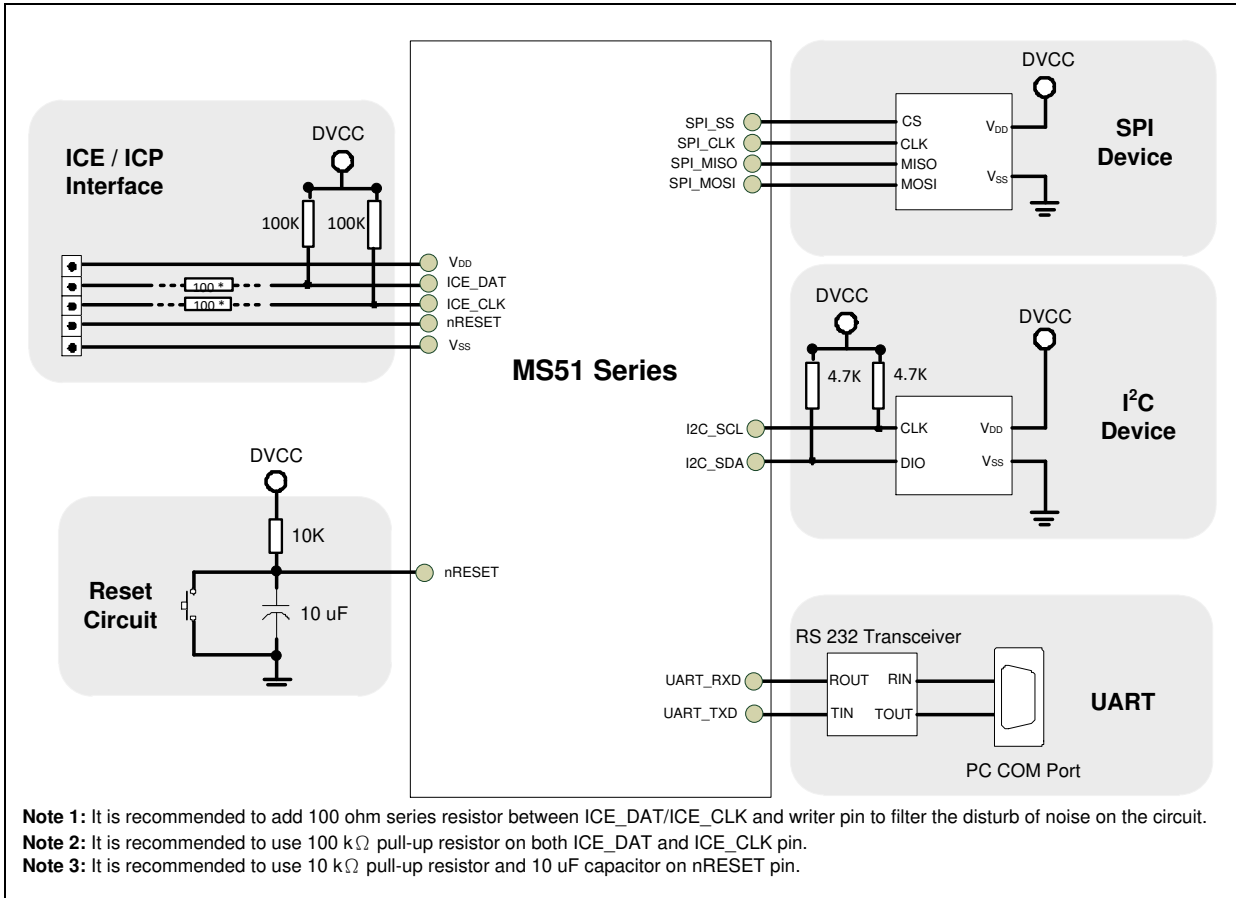 ICE / ICP
Interface
DVCC
100K
100K
100 *
100 *
VDD
ICE_DAT
ICE_CLK
nRESET
VSS
DVCC
10K
Reset
Circuit
10 uF
nRESET
MS51 Series
SPI_SS
SPI_CLK
SPI_MISO
SPI_MOSI
CS
CLK
MISO
MOSI
VDD
VSS
DVCC
SPI
Device
DVCC
4.7K
4.7K
DVCC
I2C_SCL
I2C_SDA
CLK
DIO
VDD
VSS
I²C
Device
RS 232 Transceiver
UART_RXD
UART_TXD
ROUT RIN
TIN TOUT
UART
PC COM Port
Note 1: It is recommended to add 100 ohm series resistor between ICE_DAT/ICE_CLK and writer pin to filter the disturb of noise on the circuit.
Note 2: It is recommended to use 100 kΩ pull-up resistor on both ICE_DAT and ICE_CLK pin.
Note 3: It is recommended to use 10 kΩ pull-up resistor and 10 uF capacitor on nRESET pin.